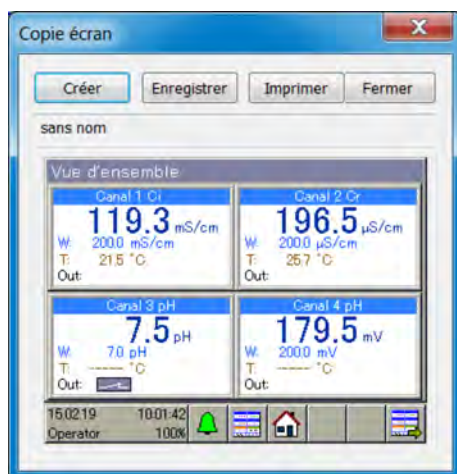 Copie écran
Créer Enregistrer Imprimer Fermer
sans nom
Vue d'ensemble
Canal 1 Ci
119.3 mS/cm
W: 200.0 mS/cm
T: 21.5 °C
Out:
Canal 2 Cr
196.5 µS/cm
W: 200.0 µS/cm
T: 25.7 °C
Out:
Canal 3 pH
7.5 pH
W: 7.0 pH
T: ----- °C
Out:
Canal 4 pH
179.5 mV
W: 200.0 mV
T: ----- °C
Out:
15.02.19 10:01:42
Operator 100%